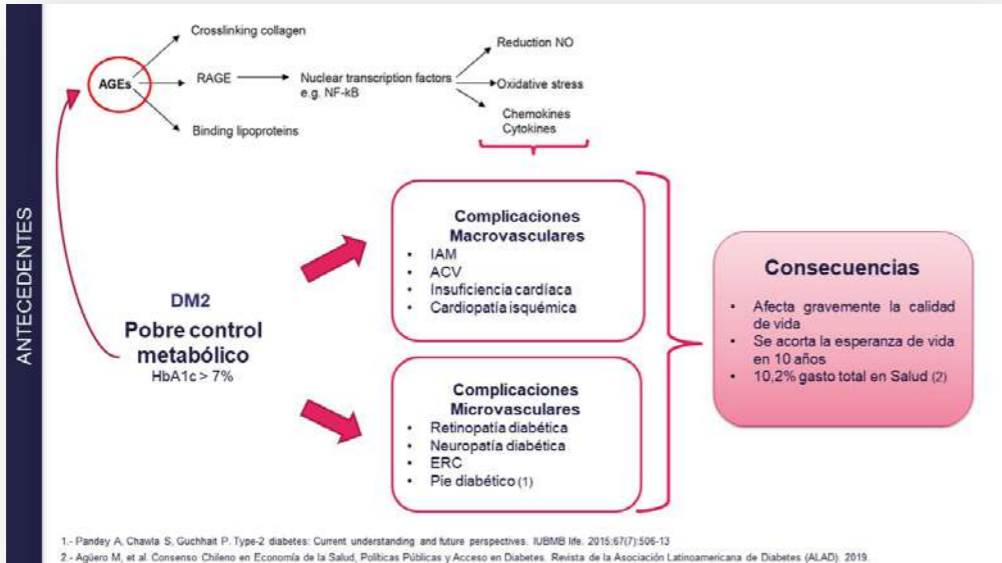 ANTECEDENTES
Crosslinking collagen
AGEs
RAGE
Binding lipoproteins
Nuclear transcription factors
e.g. NF-kB
Reduction NO
Oxidative stress
Chemokines
Cytokines
DM2
Pobre control
metabólico
HbA1c > 7%
Complicaciones
Macrovasculares
• IAM
• ACV
• Insuficiencia cardíaca
• Cardiopatía isquémica
Complicaciones
Microvasculares
• Retinopatía diabética
• Neuropatía diabética
• ERC
• Pie diabético (1)
Consecuencias
• Afecta gravemente la calidad
de vida
• Se acorta la esperanza de vida
en 10 años
• 10,2% gasto total en Salud (2)
1.- Pandey A, Chawla S, Guchhait P. Type-2 diabetes: Current understanding and future perspectives. IUBMB life. 2015;67(7):506-13
2.- Agüero M, et al. Consenso Chileno en Economía de la Salud, Políticas Públicas y Acceso en Diabetes. Revista de la Asociación Latinoamericana de Diabetes (ALAD). 2019.